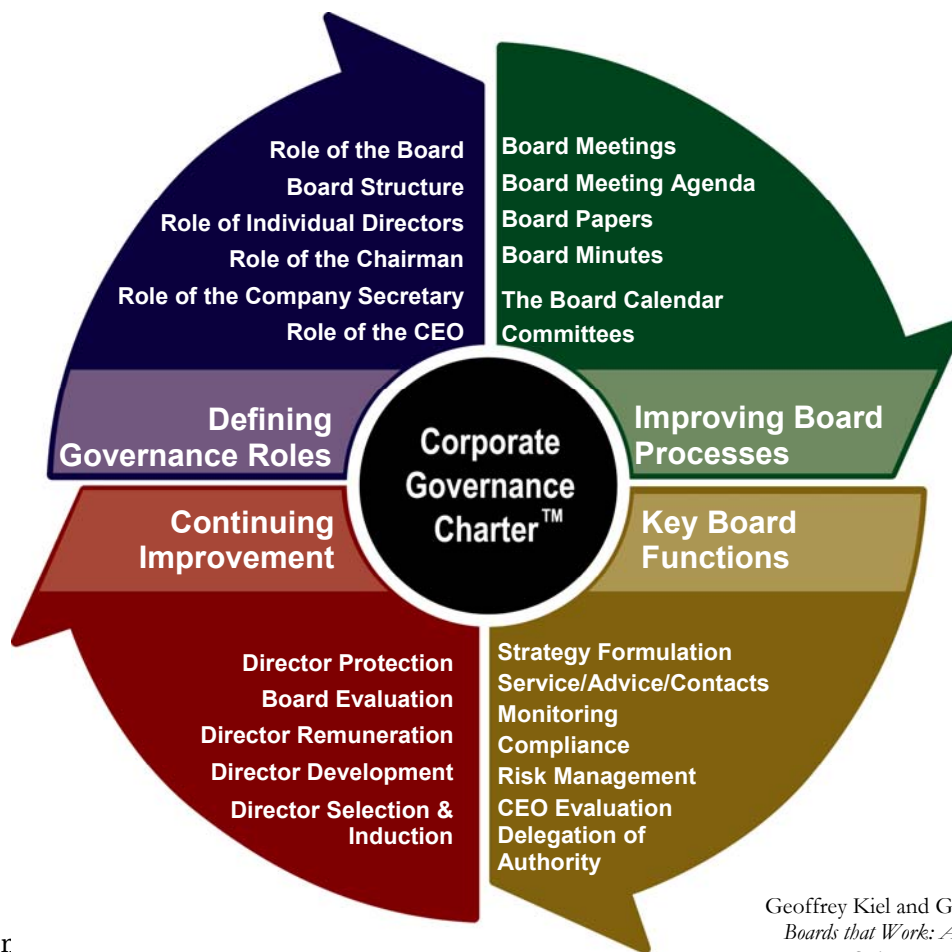 Role of the Board
Board Structure
Role of Individual Directors
Role of the Chairman
Role of the Company Secretary
Role of the CEO
Defining
Governance Roles
Board Meetings
Board Meeting Agenda
Board Papers
Board Minutes
The Board Calendar
Committees
Improving Board
Processes
Corporate
Governance
Charter™
Key Board
Functions
Strategy Formulation
Service/Advice/Contacts
Monitoring
Compliance
Risk Management
CEO Evaluation
Delegation of
Authority
Continuing
Improvement
Director Protection
Board Evaluation
Director Remuneration
Director Development
Director Selection &
Induction
Geoffrey Kiel and G
Boards that Work:
r